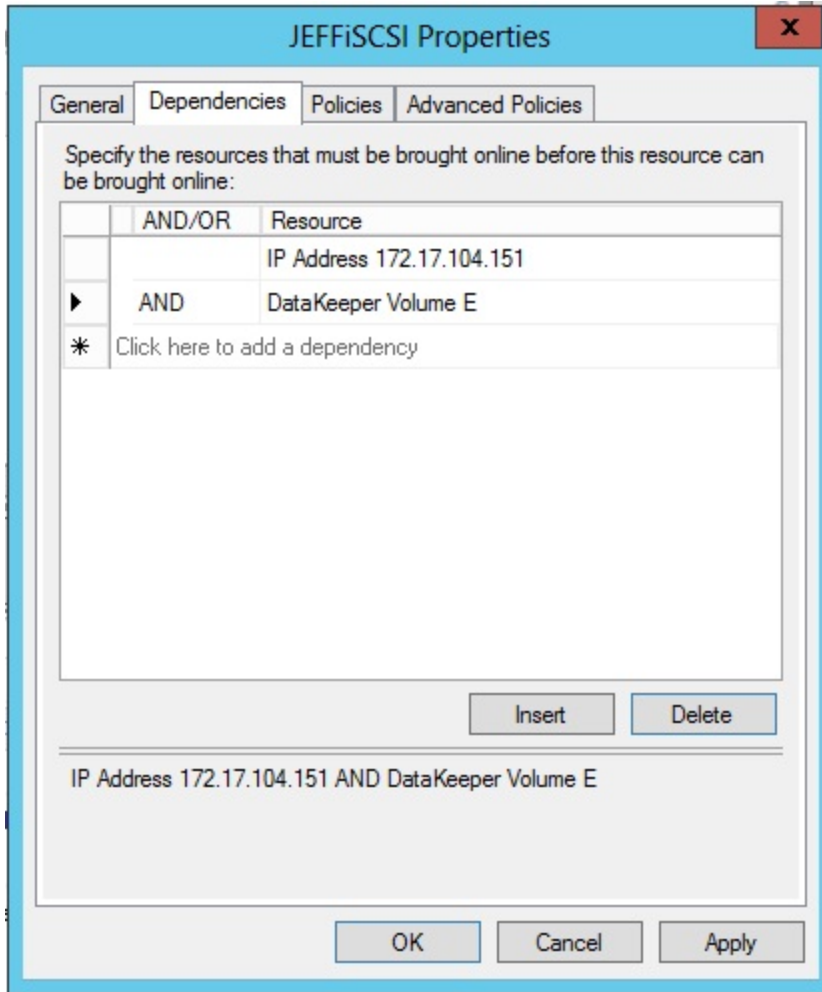 JEFFiSCSI Properties
x
General Dependencies Policies Advanced Policies
Specify the resources that must be brought online before this resource can
be brought online:
AND/OR Resource
IP Address 172.17.104.151
AND DataKeeper Volume E
Click here to add a dependency
Insert Delete
IP Address 172.17.104.151 AND DataKeeper Volume E
OK Cancel Apply